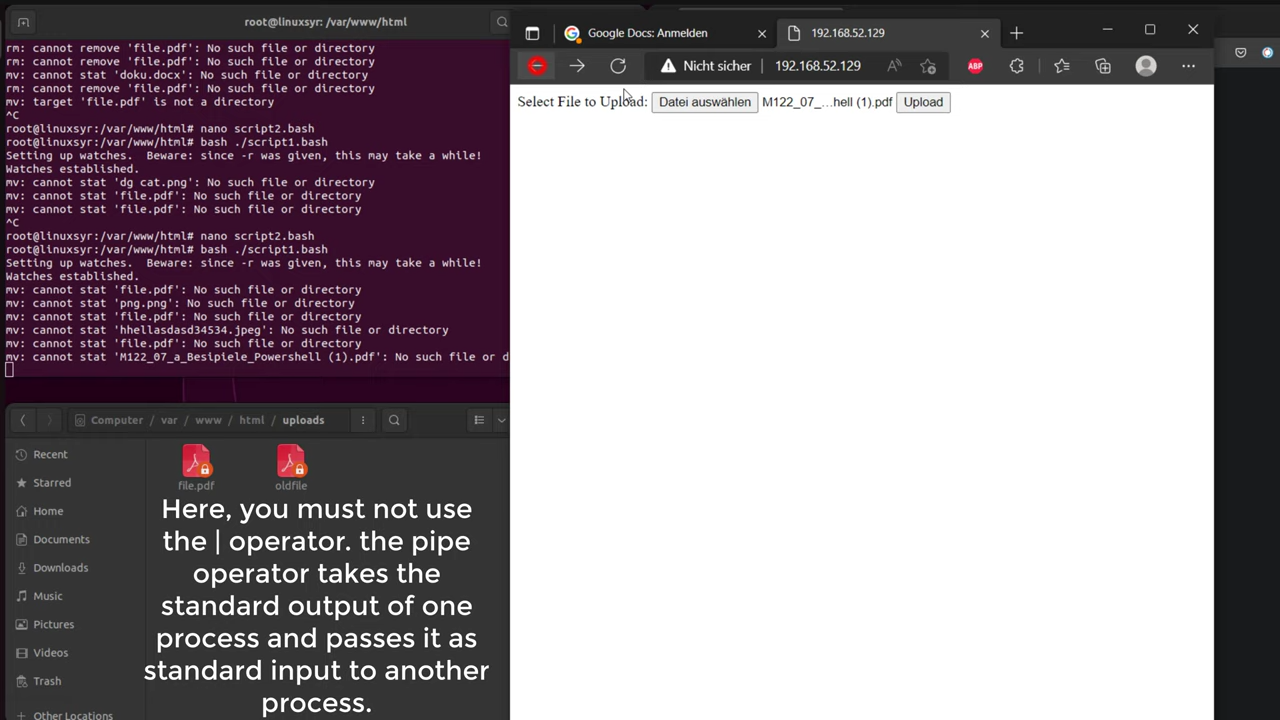 root@linuxsyr: /var/www/html
rm: cannot remove 'file.pdf': No such file or directory
rm: cannot remove 'file.pdf': No such file or directory
mv: cannot stat 'doku.docx': No such file or directory
mv: target 'file.pdf' is not a directory
^C
root@linuxsyr:/var/www/html# nano script2.bash
root@linuxsyr:/var/www/html# bash ./script1.bash
Setting up watches.  Beware: since -r was given, this may take a while!
Watches established.
mv: cannot stat 'dg cat.png': No such file or directory
mv: cannot stat 'file.pdf': No such file or directory
mv: cannot stat 'file.pdf': No such file or directory
^C
root@linuxsyr:/var/www/html# nano script2.bash
root@linuxsyr:/var/www/html# bash ./script1.bash
Setting up watches.  Beware: since -r was given, this may take a while!
Watches established.
mv: cannot stat 'file.pdf': No such file or directory
mv: cannot stat 'png.png': No such file or directory
mv: cannot stat 'file.pdf': No such file or directory
mv: cannot stat 'hhellasdasd34534.jpeg': No such file or directory
mv: cannot stat 'file.pdf': No such file or directory
mv: cannot stat 'M122_07_a_Besipiele_Powershell (1).pdf': No such file or d
Google Docs: Anmelden
192.168.52.129
Nicht sicher
192.168.52.129
ABP
Select File to Upload: Datei auswählen M122_07_...hell (1).pdf Upload
Computer / var / www / html / uploads
Recent
Starred
Home
Documents
Downloads
Music
Pictures
Videos
Trash
Other Locations
file.pdf
oldfile
Here, you must not use
the | operator. the pipe
operator takes the
standard output of one
process and passes it as
standard input to another
process.